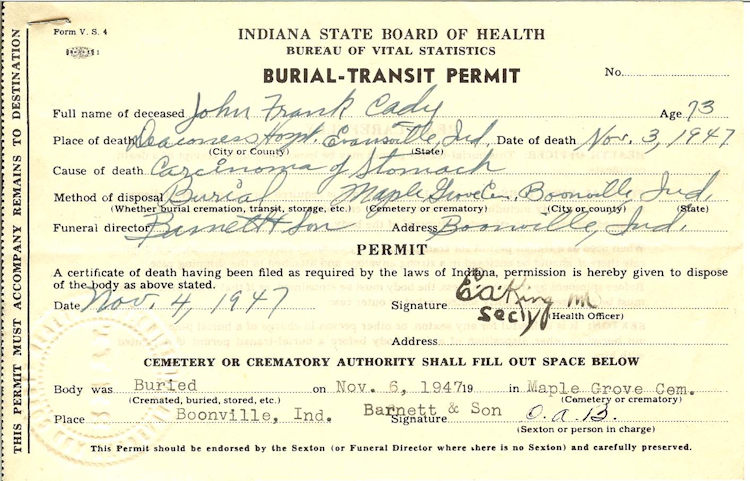 Form V. S. 4
INDIANA STATE BOARD OF HEALTH
BUREAU OF VITAL STATISTICS
BURIAL-TRANSIT PERMIT
No.
Full name of deceased John Frank Cady Age 73
Place of death Deaconess Hospt. Evansville, Ind. Date of death Nov. 3, 1947
(City or County) (State)
Cause of death Carcinoma of Stomach
Method of disposal Burial Maple Grove Cem. Boonville, Ind.
(Whether burial cremation, transit, storage, etc.) (Cemetery or crematory) (City or county) (State)
Funeral director Barnett & Son Address Boonville, Ind.
PERMIT
A certificate of death having been filed as required by the laws of Indiana, permission is hereby given to dispose
of the body as above stated.
Date Nov. 4, 1947 Signature Ea King M
secty (Health Officer)
Address
CEMETERY OR CREMATORY AUTHORITY SHALL FILL OUT SPACE BELOW
Body was Buried on Nov. 6, 1947 19 in Maple Grove Cem.
(Cremated, buried, stored, etc.) (Cemetery or crematory)
Place Boonville, Ind. Barnett & Son Signature O. A. B.
(Sexton or person in charge)
This Permit should be endorsed by the Sexton (or Funeral Director where there is no Sexton) and carefully preserved.
THIS PERMIT MUST ACCOMPANY REMAINS TO DESTINATION